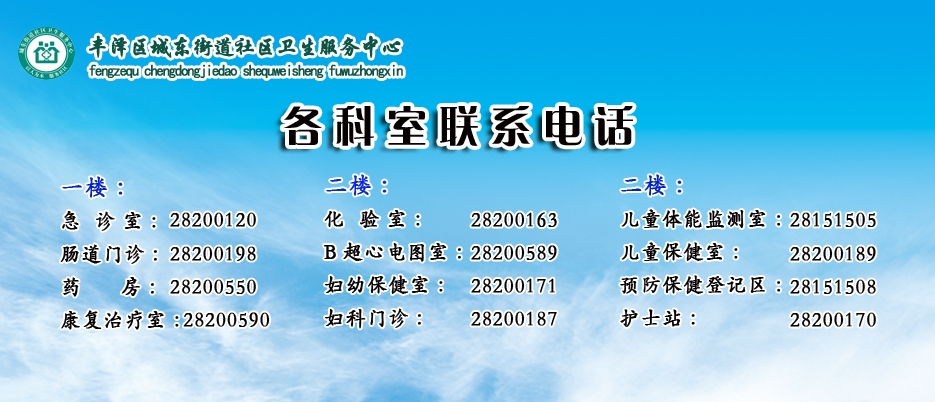 丰泽区城东街道社区卫生服务中心
fengzequ chengdongjiedao shequweisheng fuwuzhongxin
各科室联系电话
一楼：
急诊室：28200120
肠道门诊：28200198
药房：28200550
康复治疗室：28200590
二楼：
化验室：28200163
B超心电图室：28200589
妇幼保健室：28200171
妇科门诊：28200187
二楼：
儿童体能监测室：28151505
儿童保健室：28200189
预防保健登记区：28151508
护士站：28200170